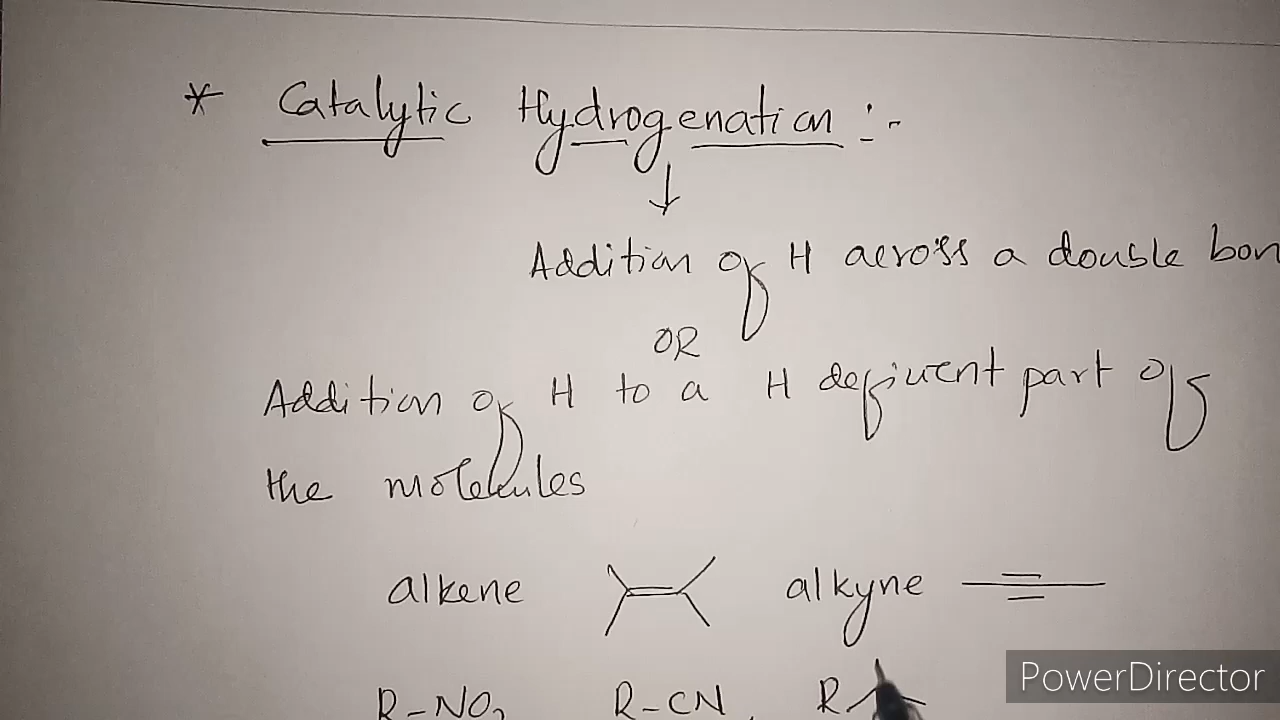 * Catalytic Hydrogenation :-
↓
Addition of H across a double bon
OR
Addition of H to a H deficient part of
the molecules
alkene alkyne
R-NO2 R-CN, R
PowerDirector